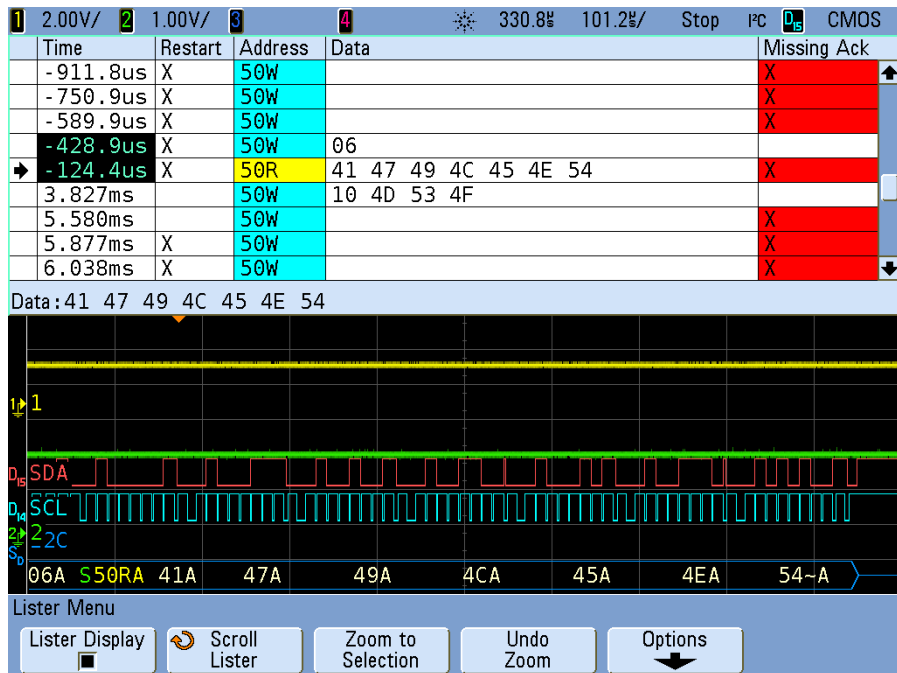 1 2.00V/ 2 1.00V/ 3 4 330.8us 101.2us/ Stop I²C D15 CMOS
Time Restart Address Data Missing Ack
-911.8us X 50W X
-750.9us X 50W X
-589.9us X 50W X
-428.9us X 50W 06
-124.4us X 50R 41 47 49 4C 45 4E 54 X
3.827ms 50W 10 4D 53 4F
5.580ms 50W X
5.877ms X 50W X
6.038ms X 50W X
Data:41 47 49 4C 45 4E 54
1 1
D15 SDA
D14 SCL
2 2
SD I2C
06A S50RA 41A 47A 49A 4CA 45A 4EA 54~A
Lister Menu
Lister Display Scroll Lister Zoom to Selection Undo Zoom Options